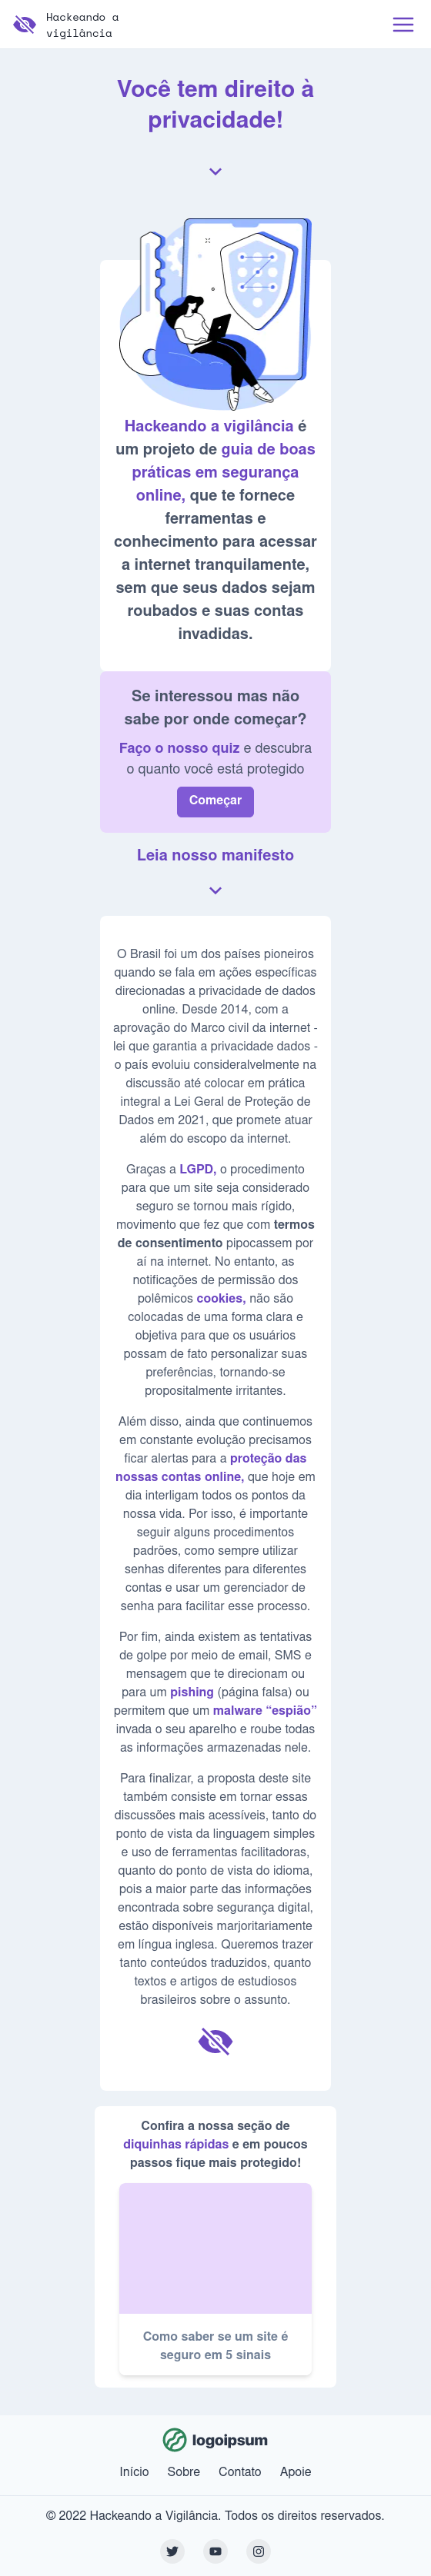 Hackeando a
vigilância
Você tem direito à
privacidade!
Hackeando a vigilância é
um projeto de guia de boas
práticas em segurança
online, que te fornece
ferramentas e
conhecimento para acessar
a internet tranquilamente,
sem que seus dados sejam
roubados e suas contas
invadidas.
Se interessou mas não
sabe por onde começar?
Faço o nosso quiz e descubra
o quanto você está protegido
Começar
Leia nosso manifesto
O Brasil foi um dos países pioneiros
quando se fala em ações específicas
direcionadas a privacidade de dados
online. Desde 2014, com a
aprovação do Marco civil da internet -
lei que garantia a privacidade dados -
o país evoluiu consideralvelmente na
discussão até colocar em prática
integral a Lei Geral de Proteção de
Dados em 2021, que promete atuar
além do escopo da internet.
Graças a LGPD, o procedimento
para que um site seja considerado
seguro se tornou mais rígido,
movimento que fez que com termos
de consentimento pipocassem por
aí na internet. No entanto, as
notificações de permissão dos
polêmicos cookies, não são
colocadas de uma forma clara e
objetiva para que os usuários
possam de fato personalizar suas
preferências, tornando-se
propositalmente irritantes.
Além disso, ainda que continuemos
em constante evolução precisamos
ficar alertas para a proteção das
nossas contas online, que hoje em
dia interligam todos os pontos da
nossa vida. Por isso, é importante
seguir alguns procedimentos
padrões, como sempre utilizar
senhas diferentes para diferentes
contas e usar um gerenciador de
senha para facilitar esse processo.
Por fim, ainda existem as tentativas
de golpe por meio de email, SMS e
mensagem que te direcionam ou
para um pishing (página falsa) ou
permitem que um malware “espião”
invada o seu aparelho e roube todas
as informações armazenadas nele.
Para finalizar, a proposta deste site
também consiste em tornar essas
discussões mais acessíveis, tanto do
ponto de vista da linguagem simples
e uso de ferramentas facilitadoras,
quanto do ponto de vista do idioma,
pois a maior parte das informações
encontrada sobre segurança digital,
estão disponíveis marjoritariamente
em língua inglesa. Queremos trazer
tanto conteúdos traduzidos, quanto
textos e artigos de estudiosos
brasileiros sobre o assunto.
Confira a nossa seção de
diquinhas rápidas e em poucos
passos fique mais protegido!
Como saber se um site é
seguro em 5 sinais
logoipsum
Início Sobre Contato Apoie
© 2022 Hackeando a Vigilância. Todos os direitos reservados.